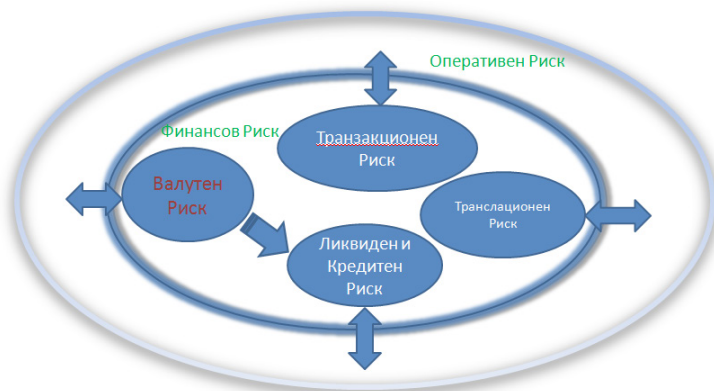 Оперативен Риск
Финансов Риск
Транзакционен
Риск
Валутен
Риск
Транслационен
Риск
Ликвиден и
Кредитен
Риск